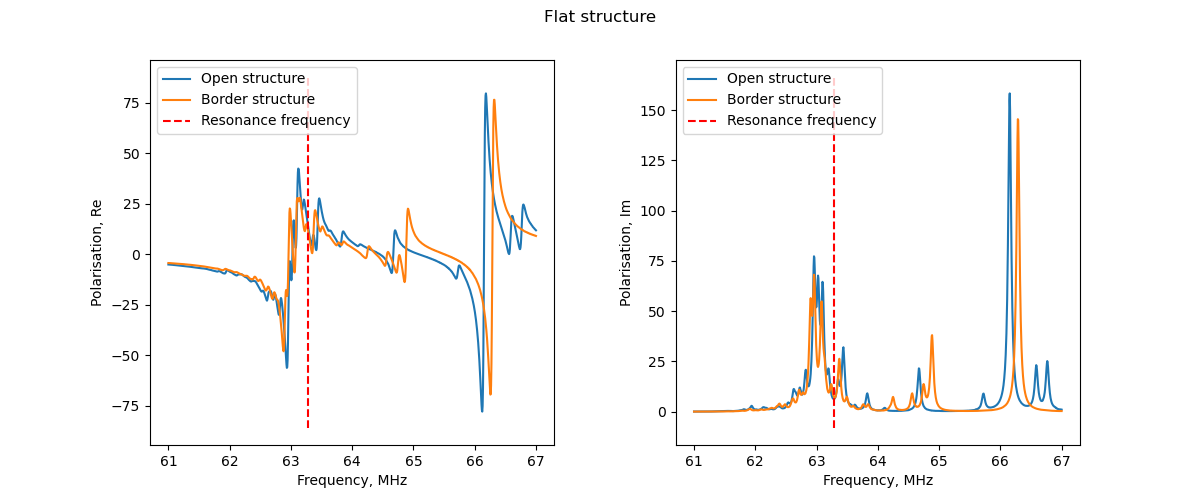 Flat structure
Open structure
Border structure
Resonance frequency
75
50
25
0
−25
−50
−75
61
62
63
64
65
66
67
Polarisation, Re
Frequency, MHz
Open structure
Border structure
Resonance frequency
150
125
100
75
50
25
0
61
62
63
64
65
66
67
Polarisation, Im
Frequency, MHz